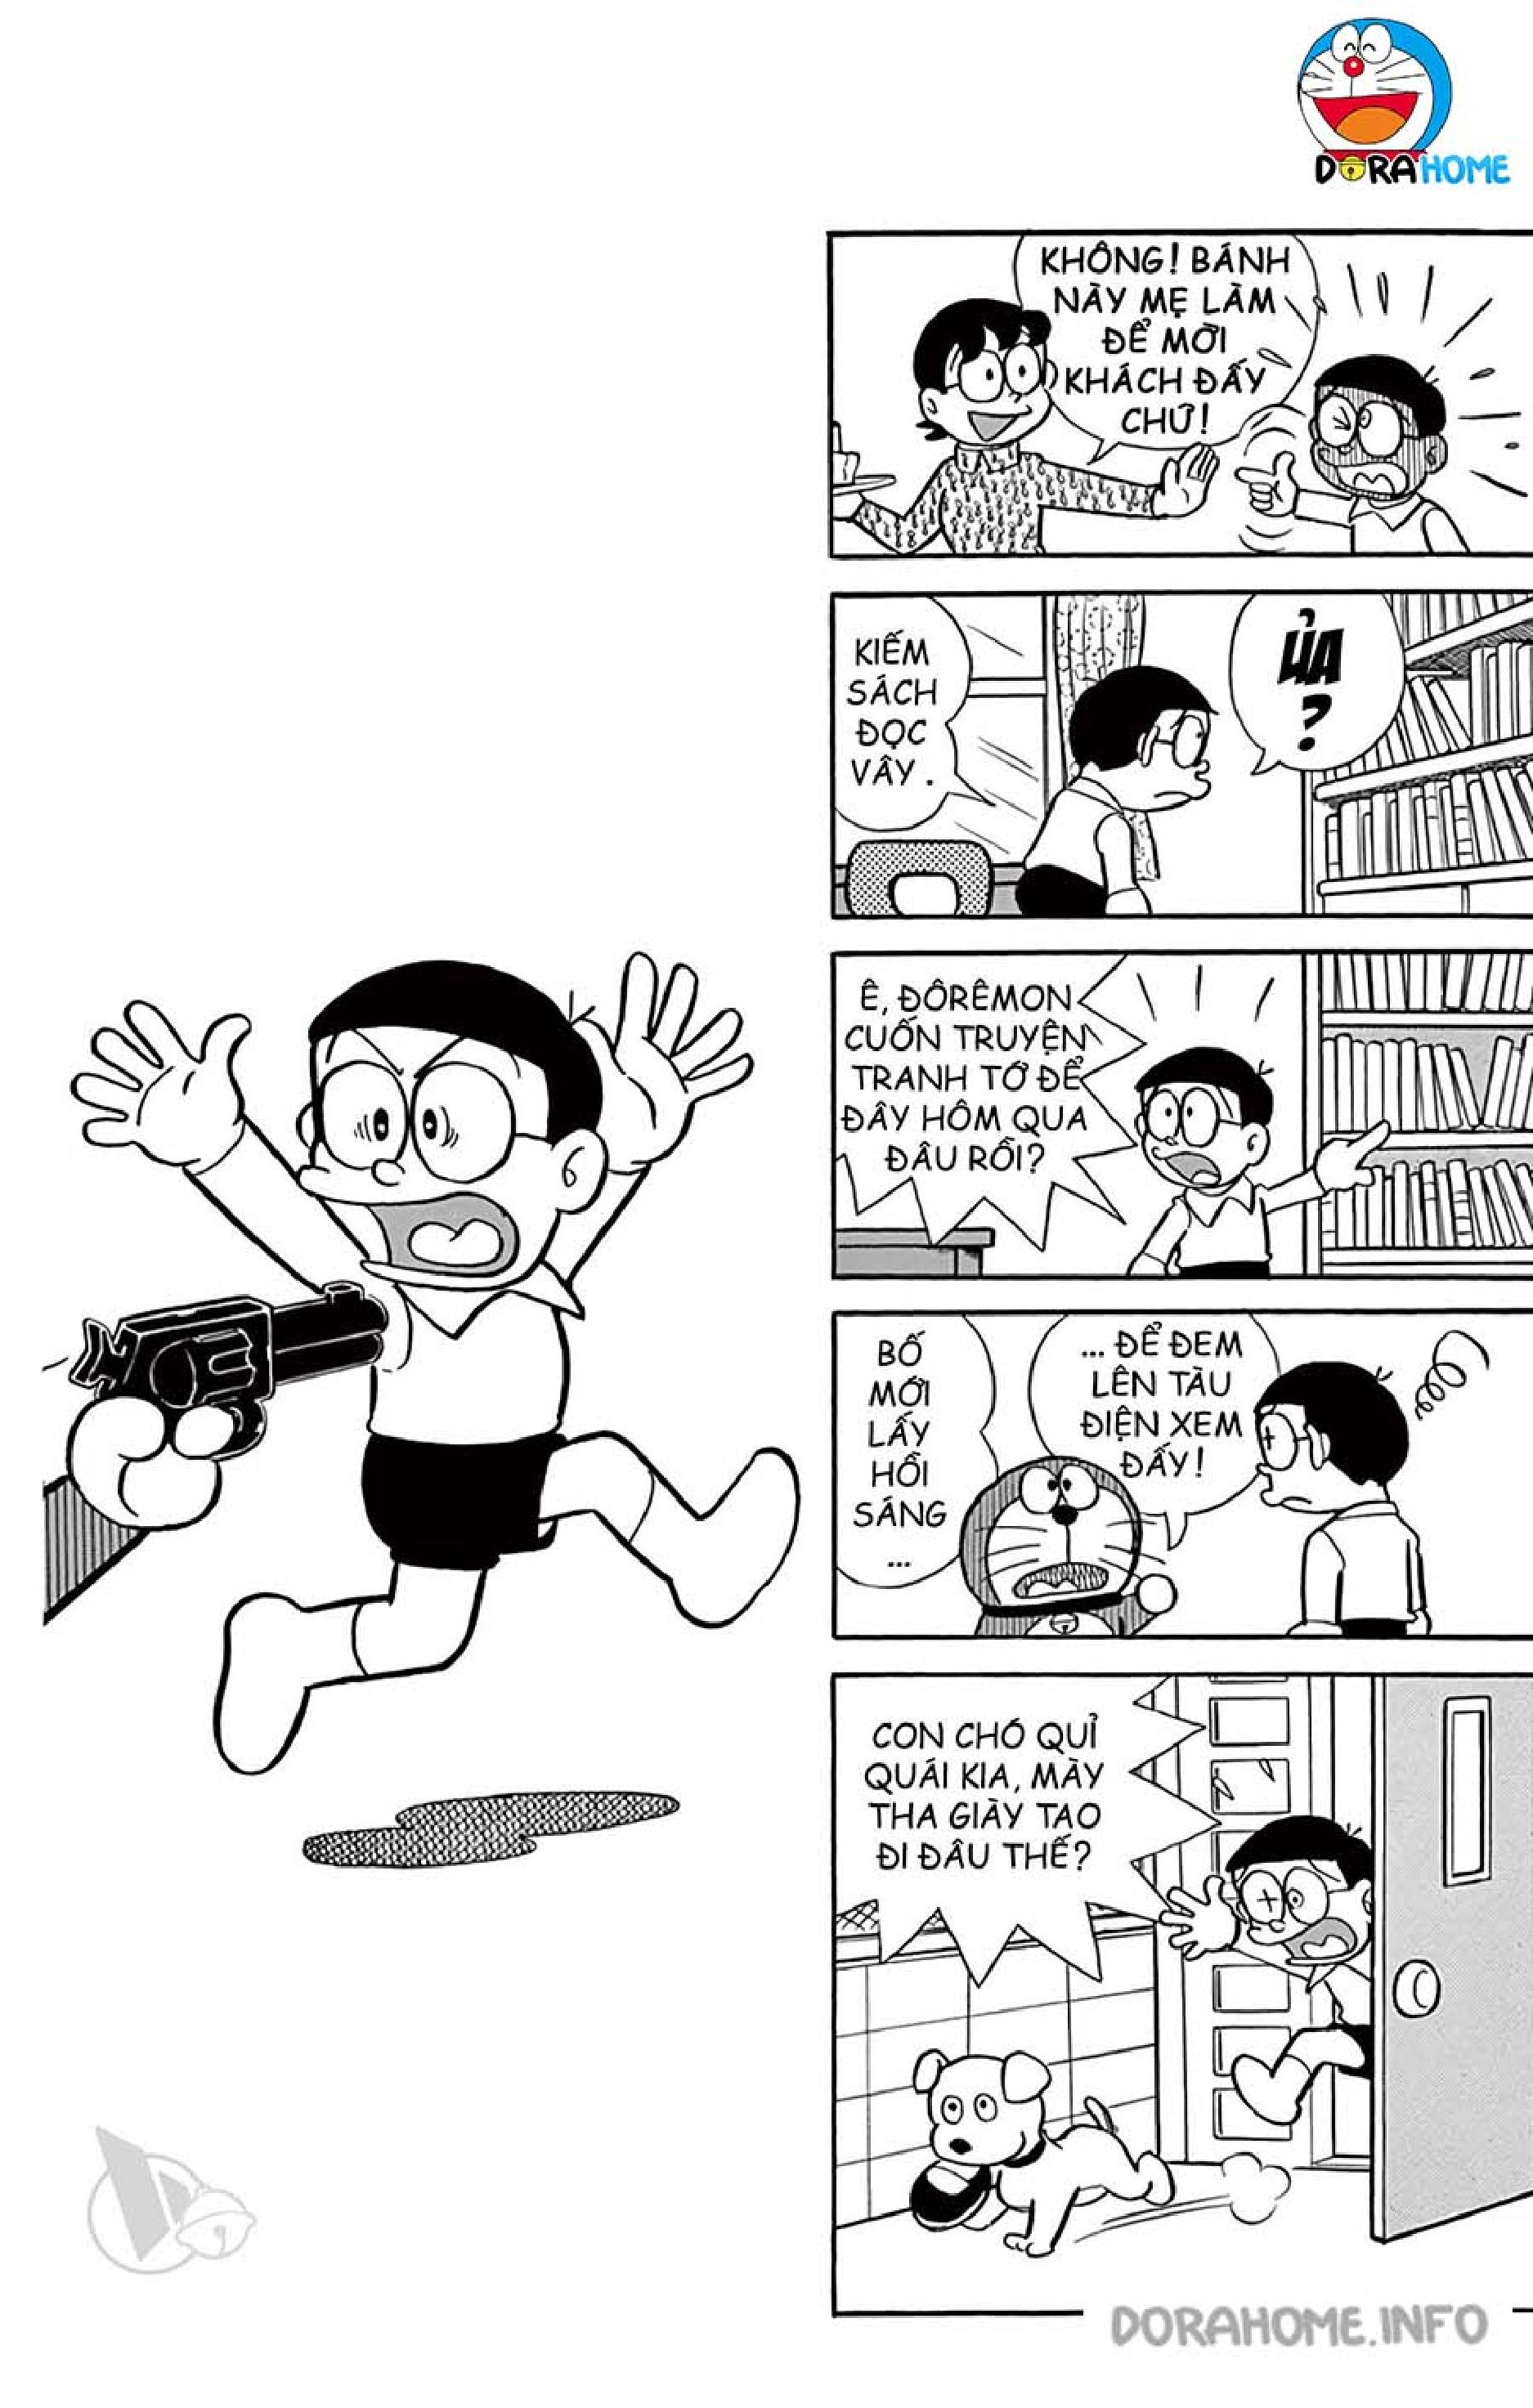 DORAHOME
KHÔNG! BÁNH
NÀY MẸ LÀM
ĐỂ MỜI
KHÁCH ĐẤY
CHỨ!
KIẾM
SÁCH
ĐỌC
VÂY.
ỦA
?
Ê, ĐÔRÊMON
CUỐN TRUYỆN
TRANH TỚ ĐỂ
ĐÂY HÔM QUA
ĐÂU RỒI?
BỐ
MỚI
LẤY
HỒI
SÁNG
...
... ĐỂ ĐEM
LÊN TÀU
ĐIỆN XEM
ĐẤY!
CON CHÓ QUỈ
QUÁI KIA, MÀY
THA GIÀY TAO
ĐI ĐÂU THẾ?
DORAHOME.INFO